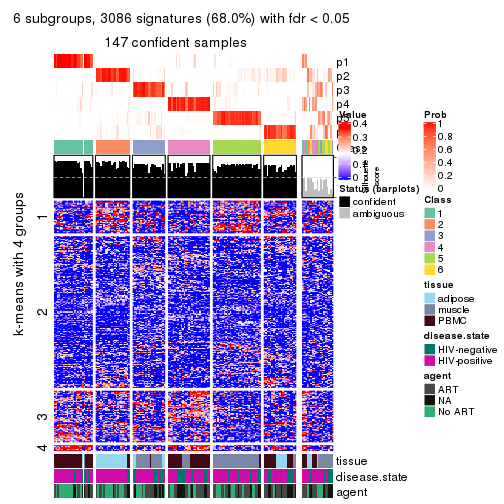 6 subgroups, 3086 signatures (68.0%) with fdr < 0.05
147 confident samples
p1
p2
p3
p4
k-means with 4 groups
1
2
3
4
Value
0.4
0.3
0.2
0.1
0
Status (barplots)
confident
ambiguous
Silhouette
score
Prob
1
0.8
0.6
0.4
0.2
0
Class
1
2
3
4
5
6
tissue
adipose
muscle
PBMC
disease.state
HIV-negative
HIV-positive
agent
ART
NA
No ART
tissue
disease.state
agent